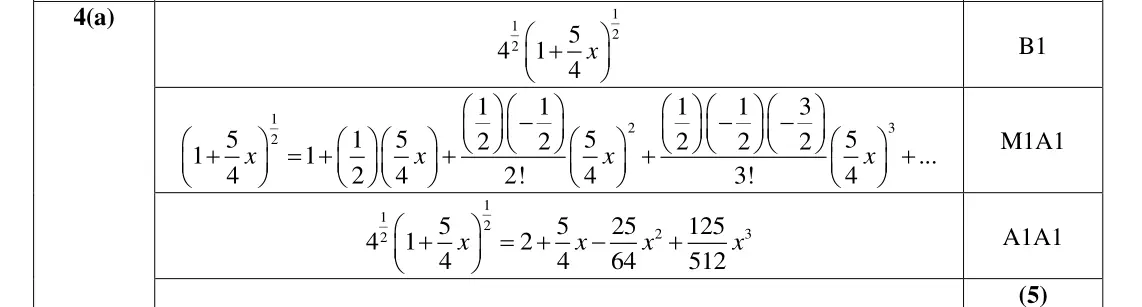 4(a) 4^{1/2}(1 + 5/4 x)^{1/2} B1
(1 + 5/4 x)^{1/2} = 1 + (1/2)(5/4 x) + ((1/2)(−1/2))/2! (5/4 x)^2 + ((1/2)(−1/2)(−3/2))/3! (5/4 x)^3 + ... M1A1
4^{1/2}(1 + 5/4 x)^{1/2} = 2 + 5/4 x − 25/64 x^2 + 125/512 x^3 A1A1
(5)